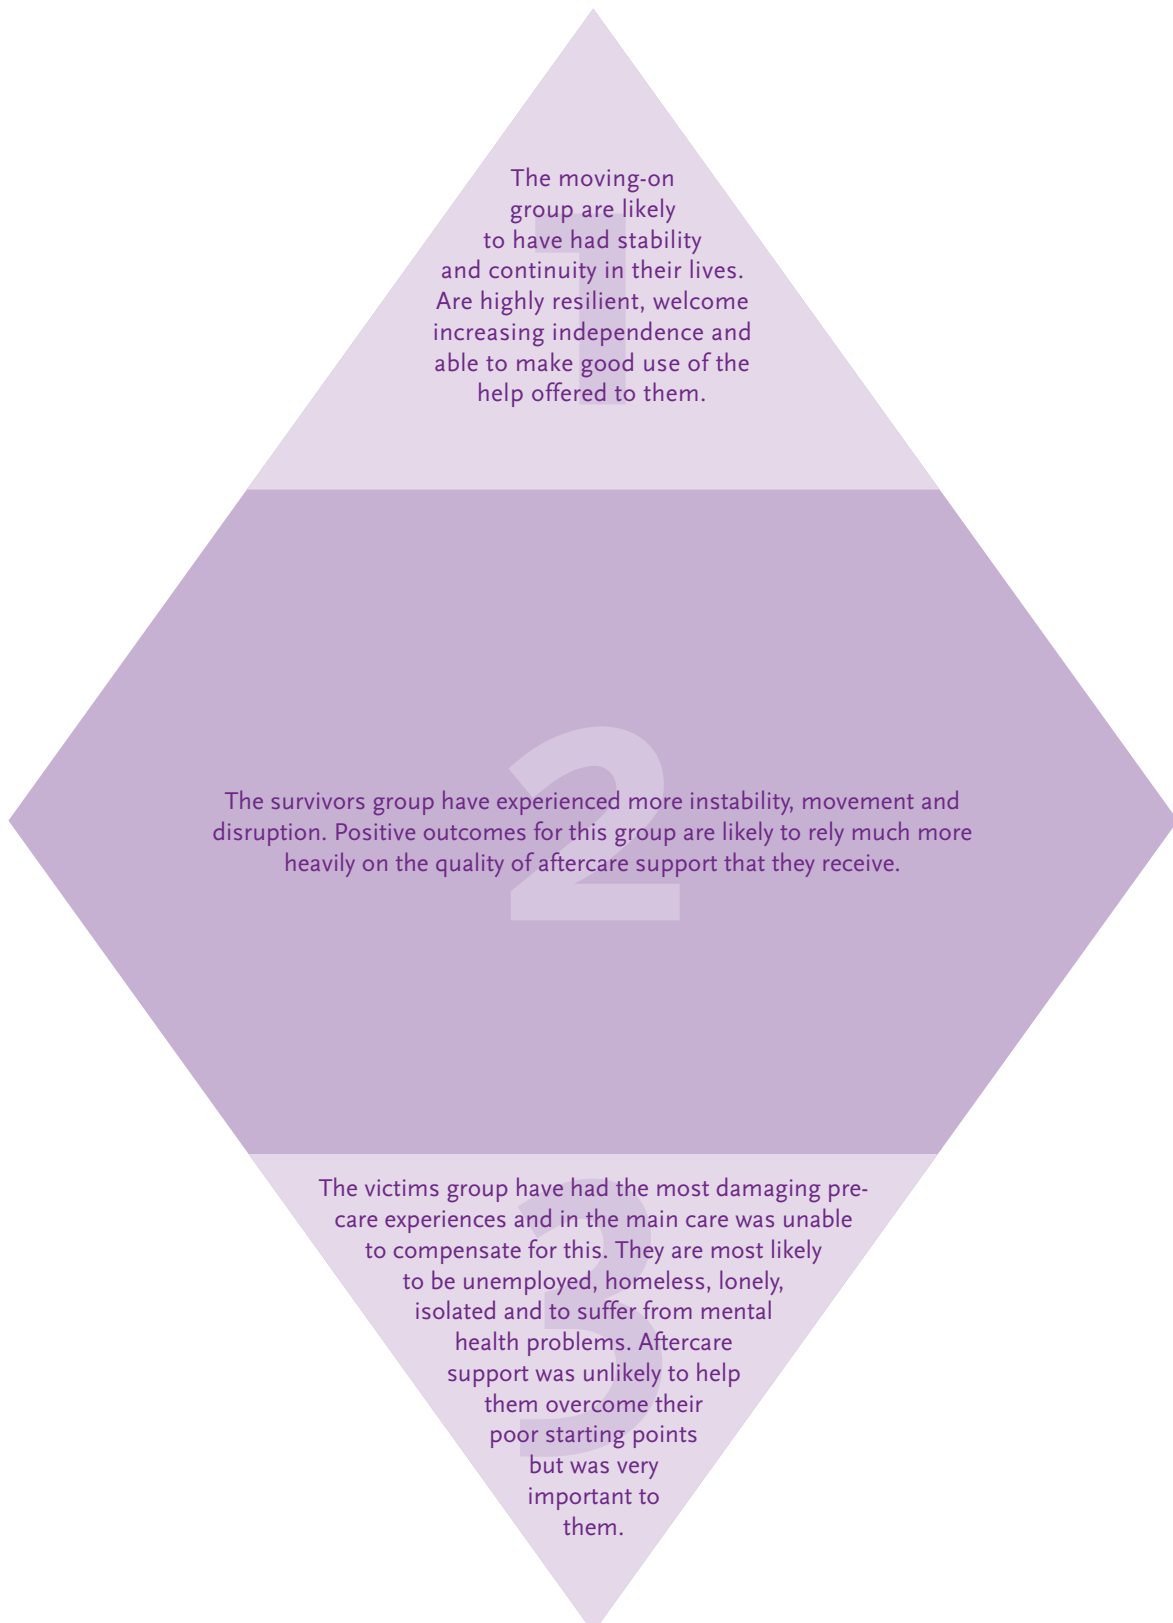 1
The moving-on
group are likely
to have had stability
and continuity in their lives.
Are highly resilient, welcome
increasing independence and
able to make good use of the
help offered to them.
2
The survivors group have experienced more instability, movement and
disruption. Positive outcomes for this group are likely to rely much more
heavily on the quality of aftercare support that they receive.
3
The victims group have had the most damaging pre-
care experiences and in the main care was unable
to compensate for this. They are most likely
to be unemployed, homeless, lonely,
isolated and to suffer from mental
health problems. Aftercare
support was unlikely to help
them overcome their
poor starting points
but was very
important to
them.